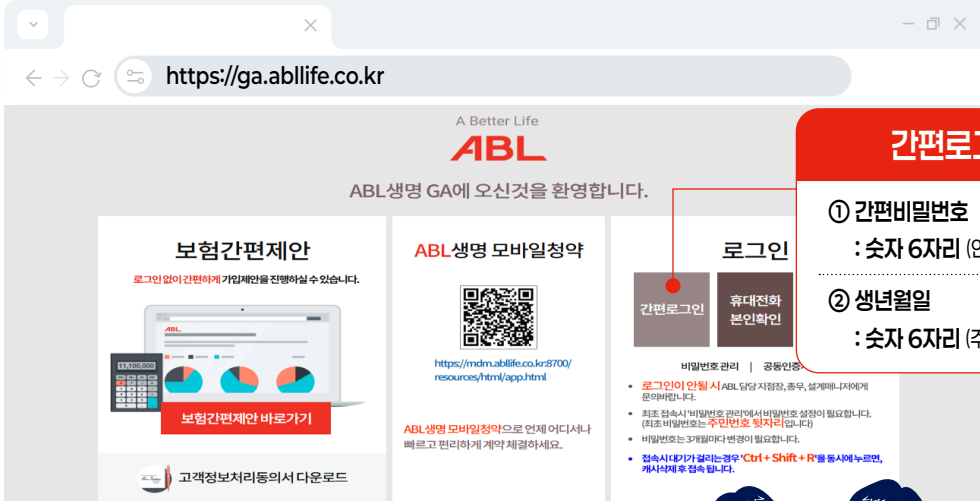 https://ga.abllife.co.kr
A Better Life
ABL
ABL생명 GA에 오신것을 환영합니다.
보험간편제안
로그인 없이 간편하게 가입제안을 진행하실 수 있습니다.
ABL
11,100,000
보험간편제안 바로가기
고객정보처리동의서 다운로드
ABL생명 모바일청약
https://mdm.abllife.co.kr:8700/
resources/html/app.html
ABL생명 모바일청약으로 언제 어디서나
빠르고 편리하게 계약 체결하세요.
로그인
간편로그인
휴대전화
본인확인
비밀번호 관리 | 공동인증
• 로그인이 안될 시 ABL 담당 지점장, 총무, 설계매니저에게
문의바랍니다.
• 최초 접속시 '비밀번호 관리'에서 비밀번호 설정이 필요합니다.
(최초 비밀번호는 주민번호 뒷자리입니다)
• 비밀번호는 3개월마다 변경이 필요합니다.
• 접속시 대기가 걸리는경우 'Ctrl + Shift + R'을 동시에 누르면,
캐시삭제 후 접속 됩니다.
간편로
① 간편비밀번호
: 숫자 6자리
② 생년월일
: 숫자 6자리 (주